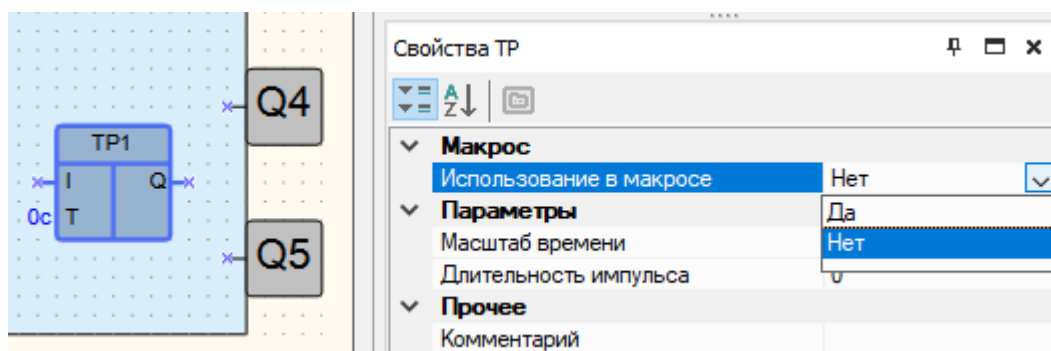 Q4
TP1
I Q
0c T
Q5
Свойства TP
A
Z
Макрос
Использование в макросе Нет
Да
Параметры
Масштаб времени Нет
Длительность импульса 0
Прочее
Комментарий